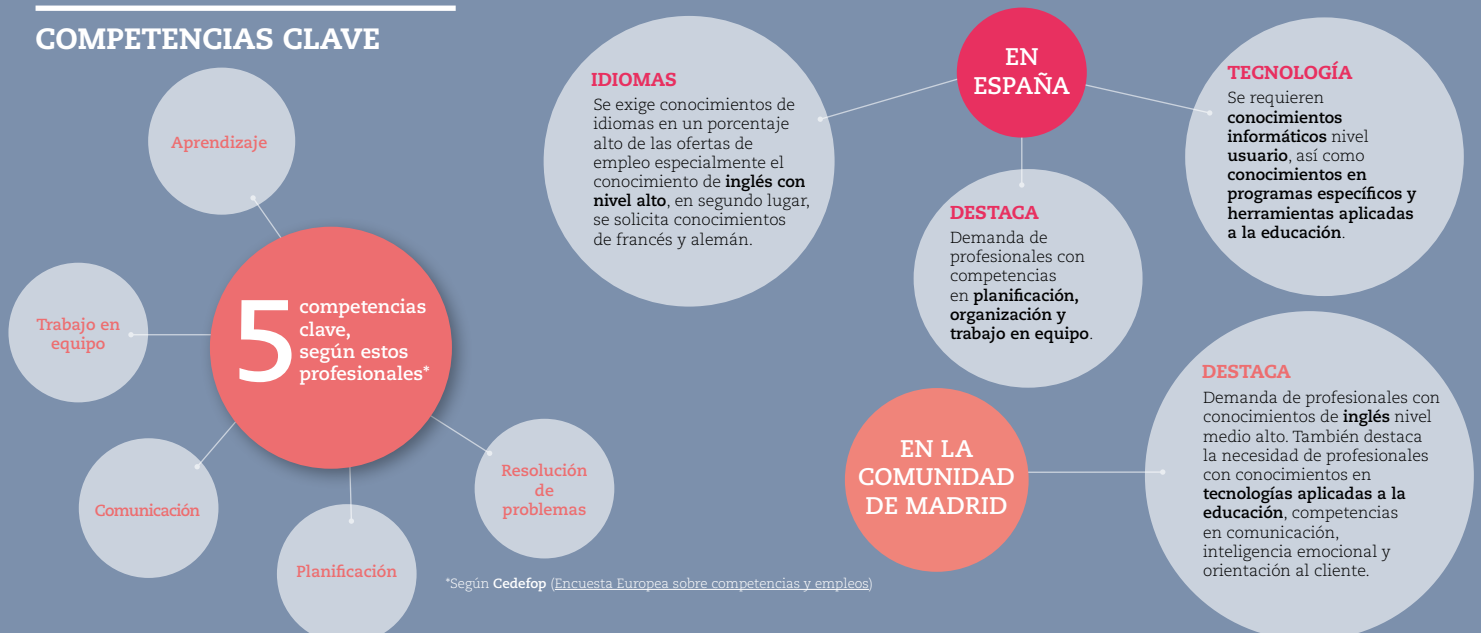 COMPETENCIAS CLAVE
Aprendizaje
Trabajo en
equipo
5
competencias
clave,
según estos
profesionales*
Comunicación
Planificación
Resolución
de
problemas
*Según Cedefop (Encuesta Europea sobre competencias y empleos)
EN
ESPAÑA
IDIOMAS
Se exige conocimientos de
idiomas en un porcentaje
alto de las ofertas de
empleo especialmente el
conocimiento de inglés con
nivel alto, en segundo lugar,
se solicita conocimientos
de francés y alemán.
DESTACA
Demanda de
profesionales con
competencias
en planificación,
organización y
trabajo en equipo.
TECNOLOGÍA
Se requieren
conocimientos
informáticos nivel
usuario, así como
conocimientos en
programas específicos y
herramientas aplicadas
a la educación.
EN LA
COMUNIDAD
DE MADRID
DESTACA
Demanda de profesionales con
conocimientos de inglés nivel
medio alto. También destaca
la necesidad de profesionales
con conocimientos en
tecnologías aplicadas a la
educación, competencias
en comunicación,
inteligencia emocional y
orientación al cliente.